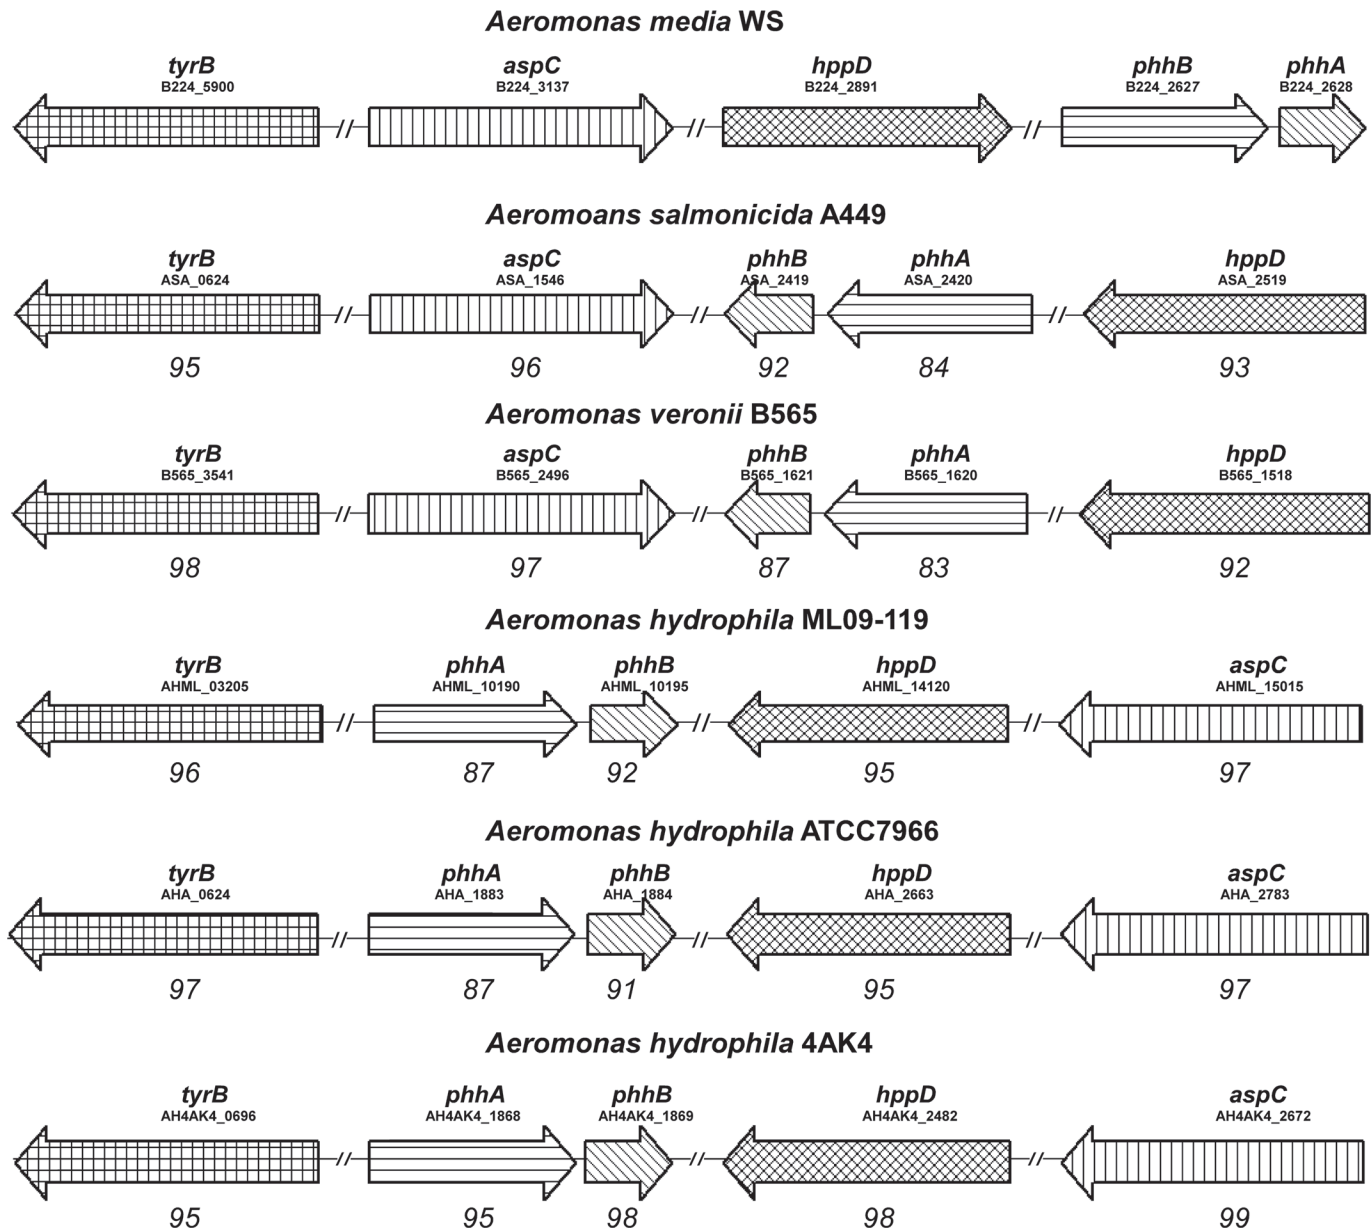 Aeromonas media WS
tyrB aspC hppD phhB phhA
B224_5900 B224_3137 B224_2891 B224_2627 B224_2628
// // //
Aeromoans salmonicida A449
tyrB aspC phhB phhA hppD
ASA_0624 ASA_1546 ASA_2419 ASA_2420 ASA_2519
// // //
95 96 92 84 93
Aeromonas veronii B565
tyrB aspC phhB phhA hppD
B565_3541 B565_2496 B565_1621 B565_1620 B565_1518
// // //
98 97 87 83 92
Aeromonas hydrophila ML09-119
tyrB phhA phhB hppD aspC
AHML_03205 AHML_10190 AHML_10195 AHML_14120 AHML_15015
// // //
96 87 92 95 97
Aeromonas hydrophila ATCC7966
tyrB phhA phhB hppD aspC
AHA_0624 AHA_1883 AHA_1884 AHA_2663 AHA_2783
// // //
97 87 91 95 97
Aeromonas hydrophila 4AK4
tyrB phhA phhB hppD aspC
AH4AK4_0696 AH4AK4_1868 AH4AK4_1869 AH4AK4_2482 AH4AK4_2672
// // //
95 95 98 98 99